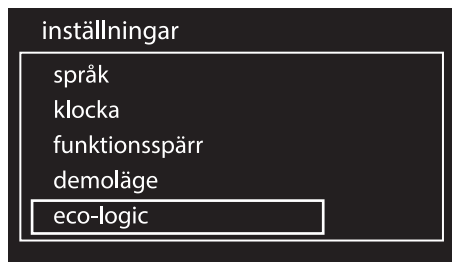 inställningar
språk
klocka
funktionsspärr
demoläge
eco-logic